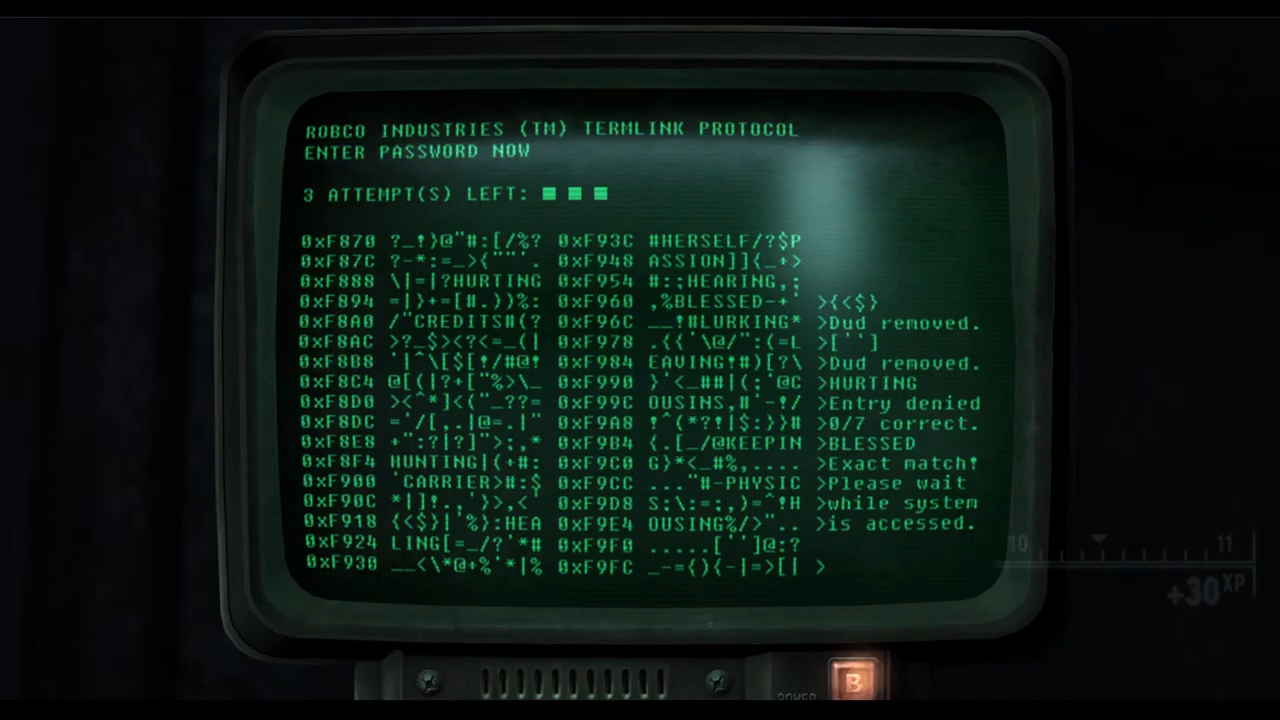 ROBCO INDUSTRIES (TM) TERMLINK PROTOCOL
ENTER PASSWORD NOW
3 ATTEMPT(S) LEFT: ■ ■ ■
0xF870 ?_!}@"#:[/%? 0xF93C #HERSELF/?$P
0xF87C ?-*:=_>{""'. 0xF948 ASSION]]{_+>
0xF888 \|=|?HURTING 0xF954 #:;HEARING,;
0xF894 =|}+=[#.))%: 0xF960 ,%BLESSED-+' >{<$}
0xF8A0 /"CREDITS#(? 0xF96C __!#LURKING* >Dud removed.
0xF8AC >?_$><?<=_(| 0xF978 .{{'\@/":(=L >['']
0xF8B8 '|^\[$[!/#@! 0xF984 EAVING!#)[?\ >Dud removed.
0xF8C4 @[(|?+["%>\_ 0xF990 }'<_##|(;'@C >HURTING
0xF8D0 ><^*]<("_??= 0xF99C OUSINS,#'-!/ >Entry denied
0xF8DC ='/[,.|@=.|" 0xF9A8 !^(*?!|$:}}# >0/7 correct.
0xF8E8 +":?|?]">;,* 0xF9B4 {.[_/@KEEPIN >BLESSED
0xF8F4 HUNTING|(+#: 0xF9C0 G}*<_#%,.... >Exact match!
0xF900 'CARRIER>#:$ 0xF9CC ..."#-PHYSIC >Please wait
0xF90C *|]!.,'}>,<' 0xF9D8 S;\:=;,)=^!H >while system
0xF918 {<$}|'%}:HEA 0xF9E4 OUSING%/>".. >is accessed.
0xF924 LING[=_/?'*# 0xF9F0 .....['']@:?
0xF930 __<\*@+%'*|% 0xF9FC _-={){-|=>[| >
10 11
+30 XP
POWER
B